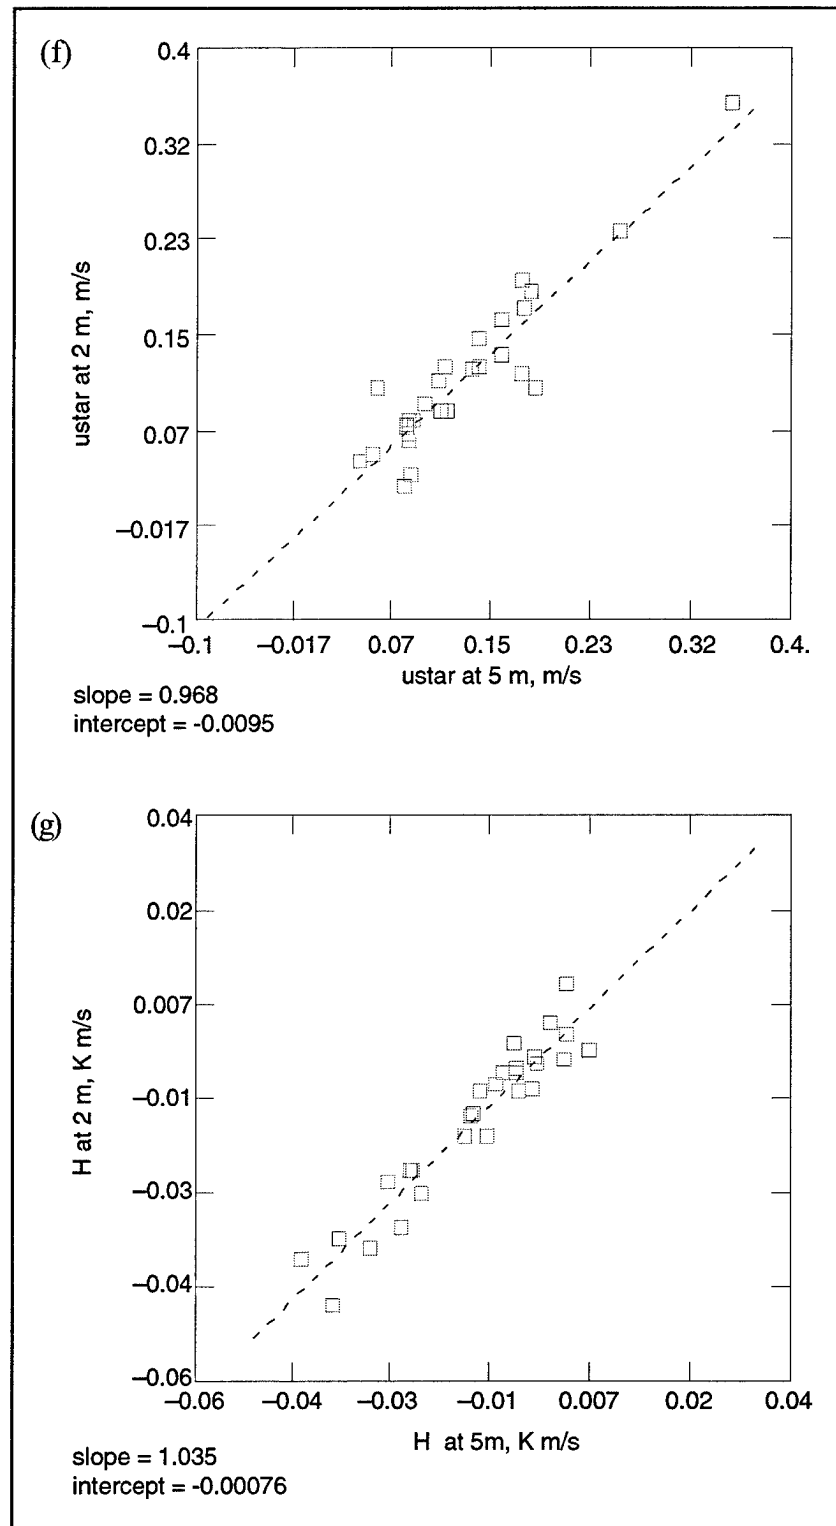 (f)
0.4
0.32
0.23
0.15
0.07
−0.017
−0.1
ustar at 2 m, m/s
−0.1 −0.017 0.07 0.15 0.23 0.32 0.4.
ustar at 5 m, m/s
slope = 0.968
intercept = -0.0095
(g)
0.04
0.02
0.007
−0.01
−0.03
−0.04
−0.06
H at 2 m, K m/s
−0.06 −0.04 −0.03 −0.01 0.007 0.02 0.04
H at 5m, K m/s
slope = 1.035
intercept = -0.00076